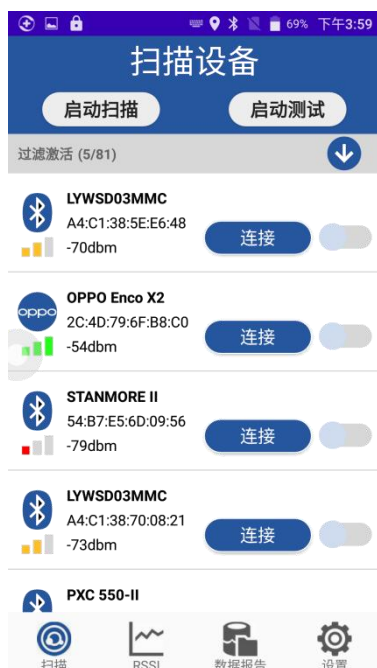 69% 下午3:59
扫描设备
启动扫描
启动测试
过滤激活 (5/81)
LYWSD03MMC
A4:C1:38:5E:E6:48
-70dbm
连接
oppo
OPPO Enco X2
2C:4D:79:6F:B8:C0
-54dbm
连接
STANMORE II
54:B7:E5:6D:09:56
-79dbm
连接
LYWSD03MMC
A4:C1:38:70:08:21
-73dbm
连接
PXC 550-II
扫描
RSSI
数据报告
设置